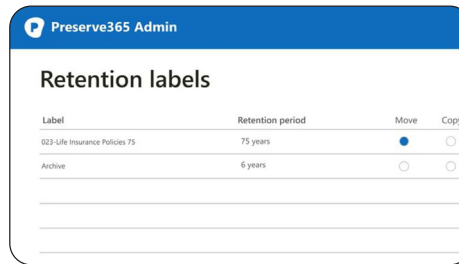 P Preserve365 Admin
Retention labels
Label Retention period Move Copy
023-Life Insurance Policies 75 75 years
Archive 6 years